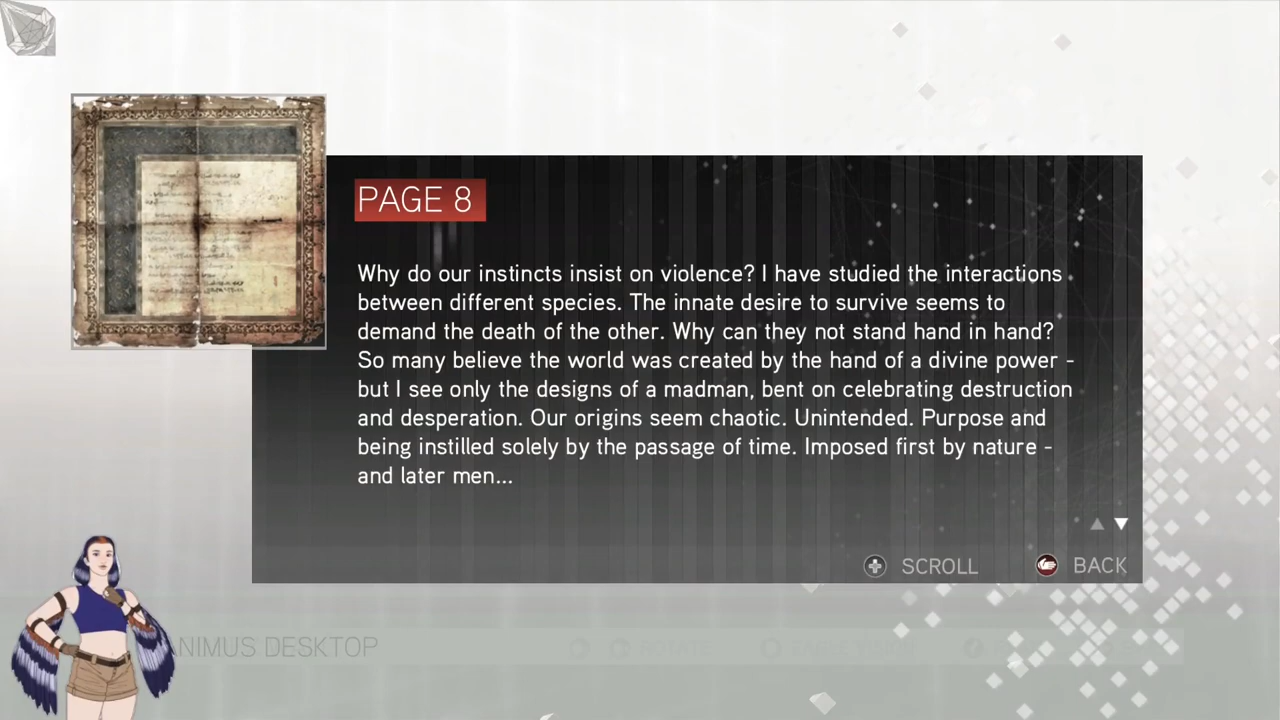 PAGE 8
Why do our instincts insist on violence? I have studied the interactions
between different species. The innate desire to survive seems to
demand the death of the other. Why can they not stand hand in hand?
So many believe the world was created by the hand of a divine power -
but I see only the designs of a madman, bent on celebrating destruction
and desperation. Our origins seem chaotic. Unintended. Purpose and
being instilled solely by the passage of time. Imposed first by nature -
and later men...
SCROLL BACK
ANIMUS DESKTOP ROTATE EAGLE VISION